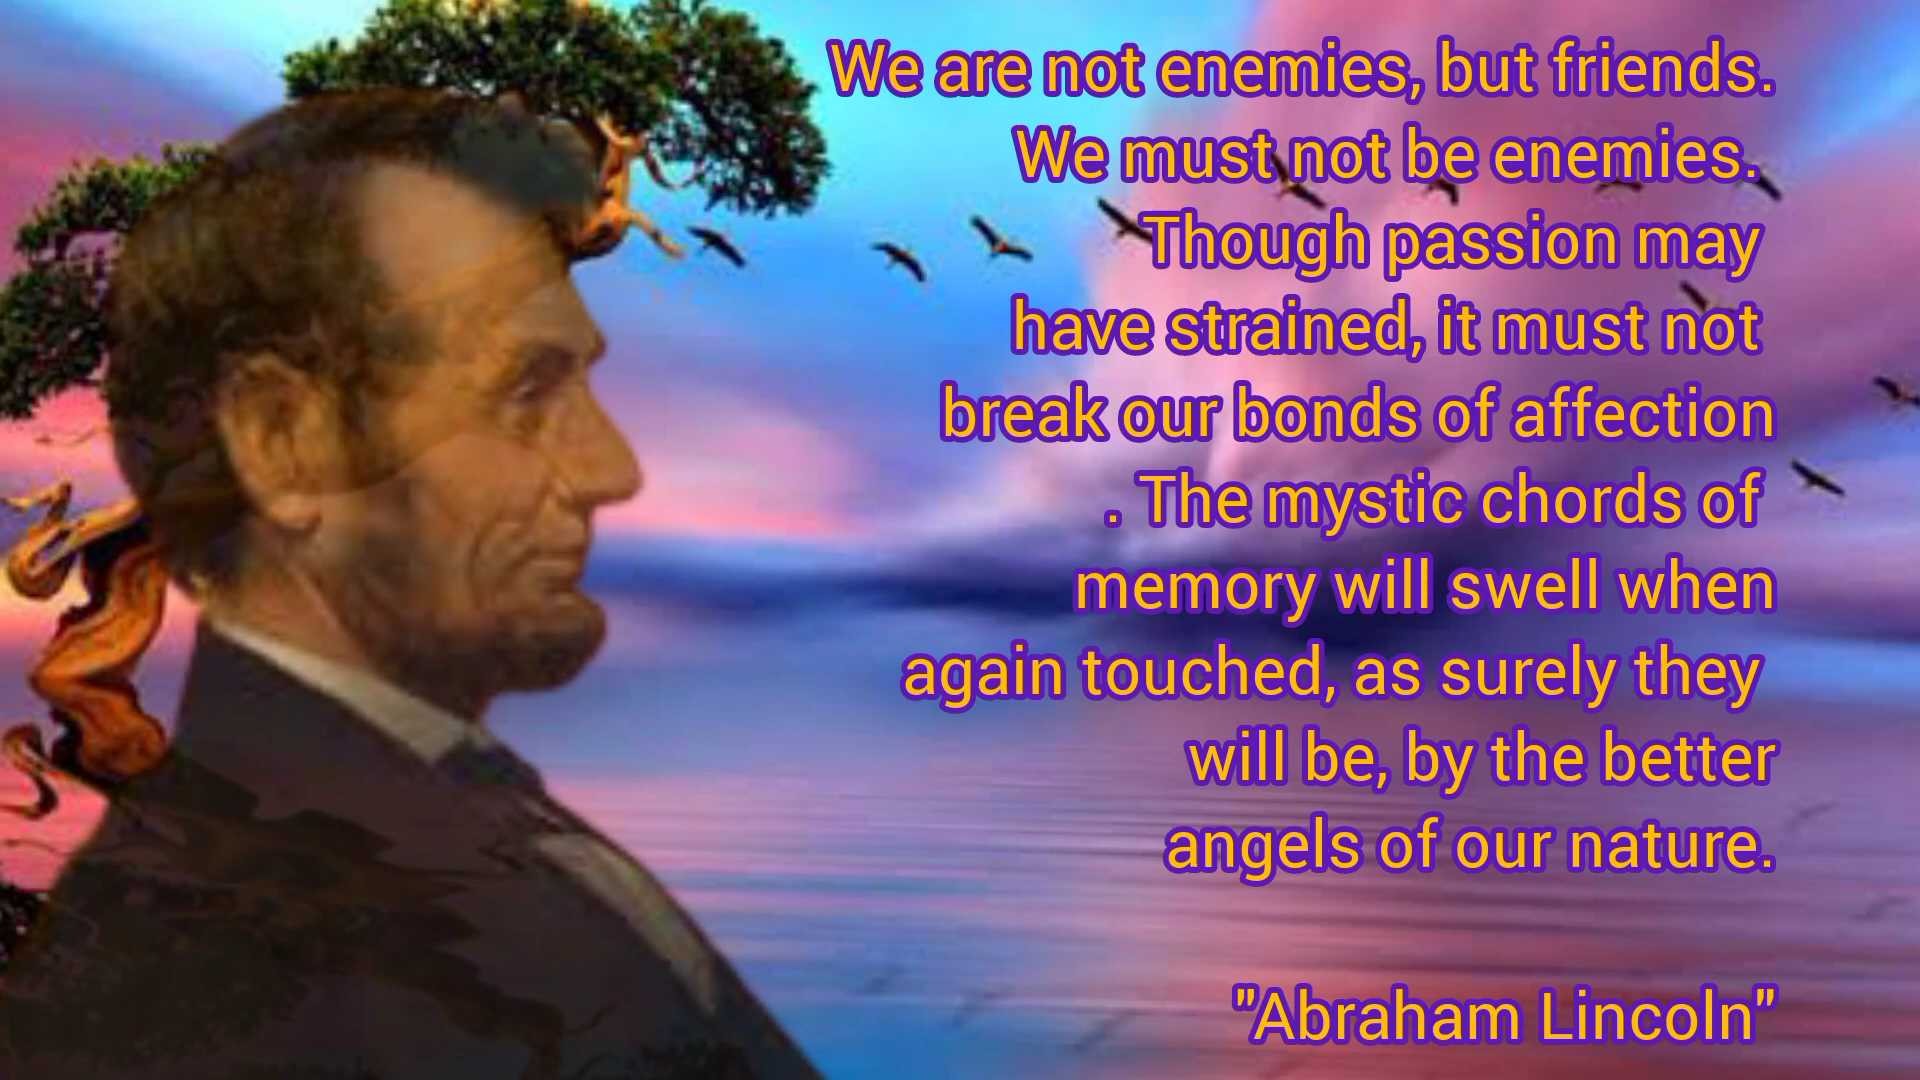 We are not enemies, but friends.
We must not be enemies.
Though passion may
have strained, it must not
break our bonds of affection
. The mystic chords of
memory will swell when
again touched, as surely they
will be, by the better
angels of our nature.
"Abraham Lincoln"